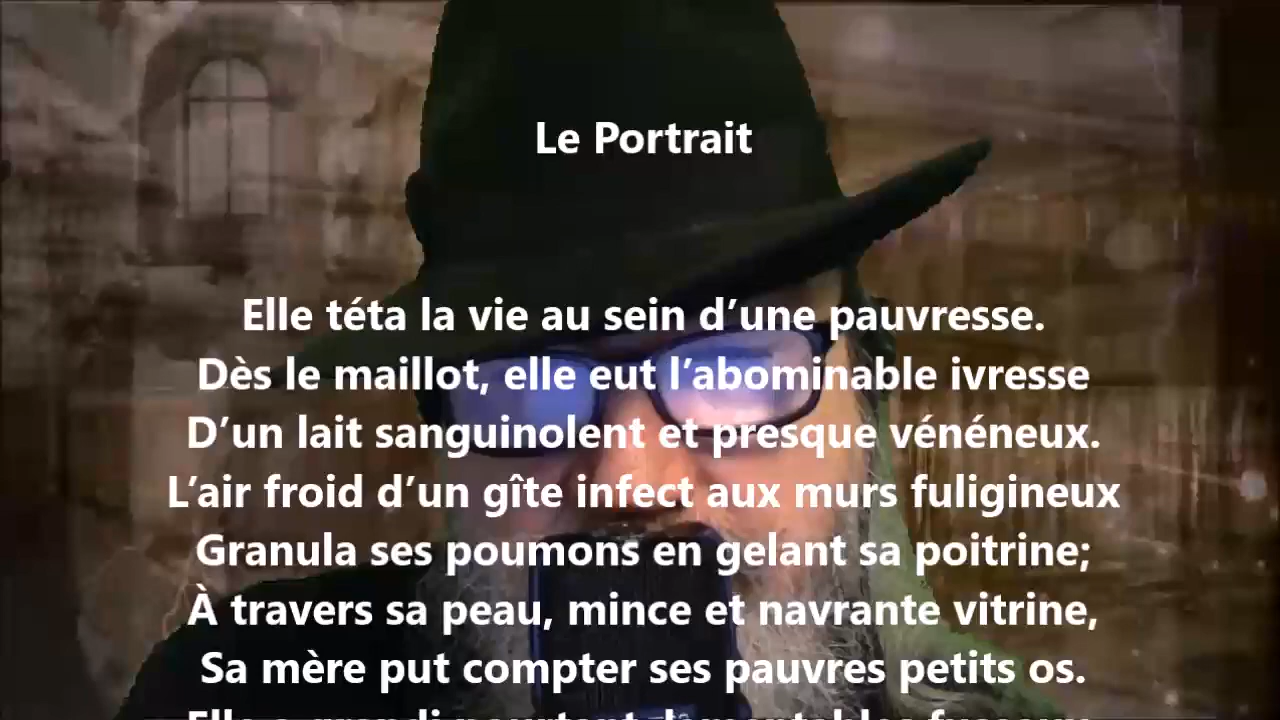 Le Portrait
Elle téta la vie au sein d’une pauvresse.
Dès le maillot, elle eut l’abominable ivresse
D’un lait sanguinolent et presque vénéneux.
L’air froid d’un gîte infect aux murs fuligineux
Granula ses poumons en gelant sa poitrine;
À travers sa peau, mince et navrante vitrine,
Sa mère put compter ses pauvres petits os.